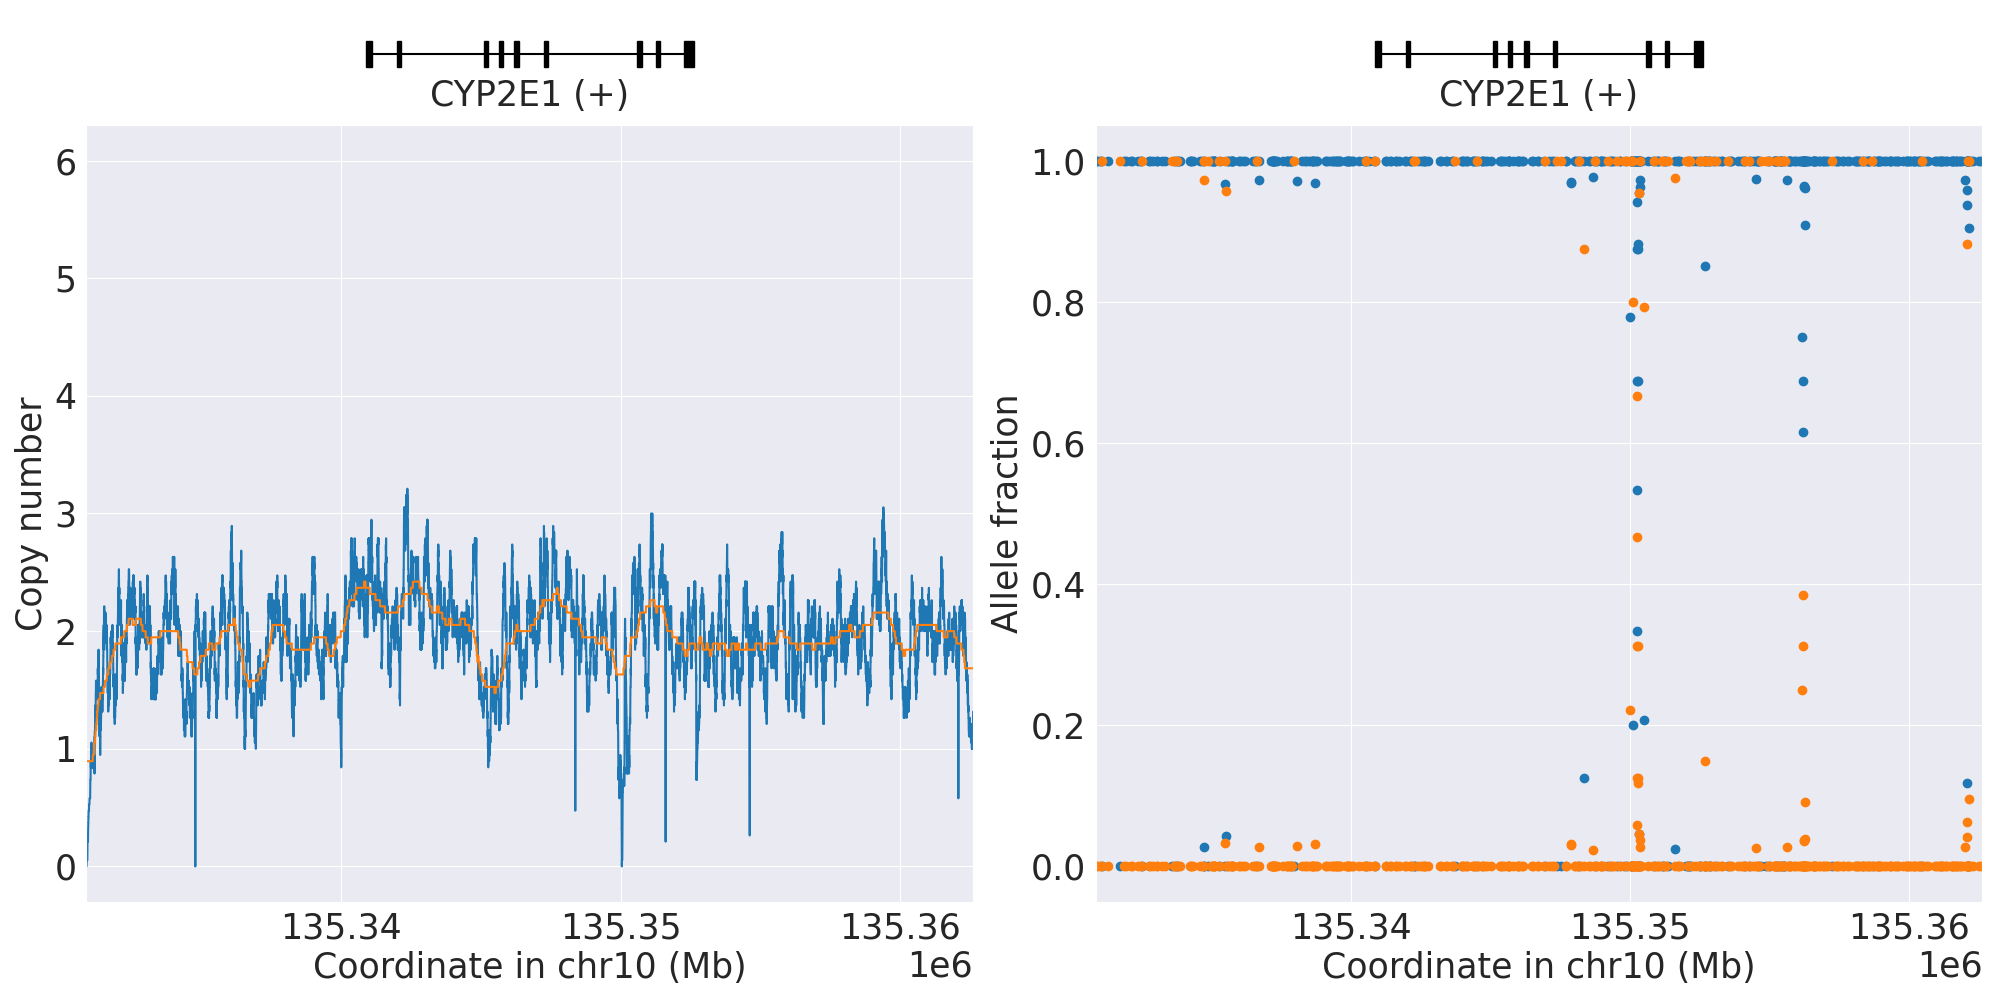 CYP2E1 (+)
CYP2E1 (+)
6
5
4
3
2
1
0
Copy number
135.34
135.35
135.36
Coordinate in chr10 (Mb)
1e6
1.0
0.8
0.6
0.4
0.2
0.0
Allele fraction
135.34
135.35
135.36
Coordinate in chr10 (Mb)
1e6